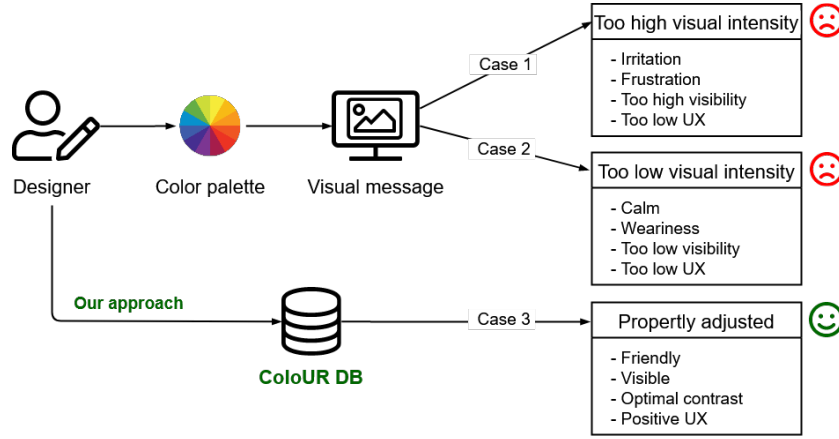 Too high visual intensity
- Irritation
- Frustration
- Too high visibility
- Too low UX
Case 1
Case 2
Designer
Color palette
Visual message
Too low visual intensity
- Calm
- Weariness
- Too low visibility
- Too low UX
Our approach
ColoUR DB
Case 3
Propertly adjusted
- Friendly
- Visible
- Optimal contrast
- Positive UX